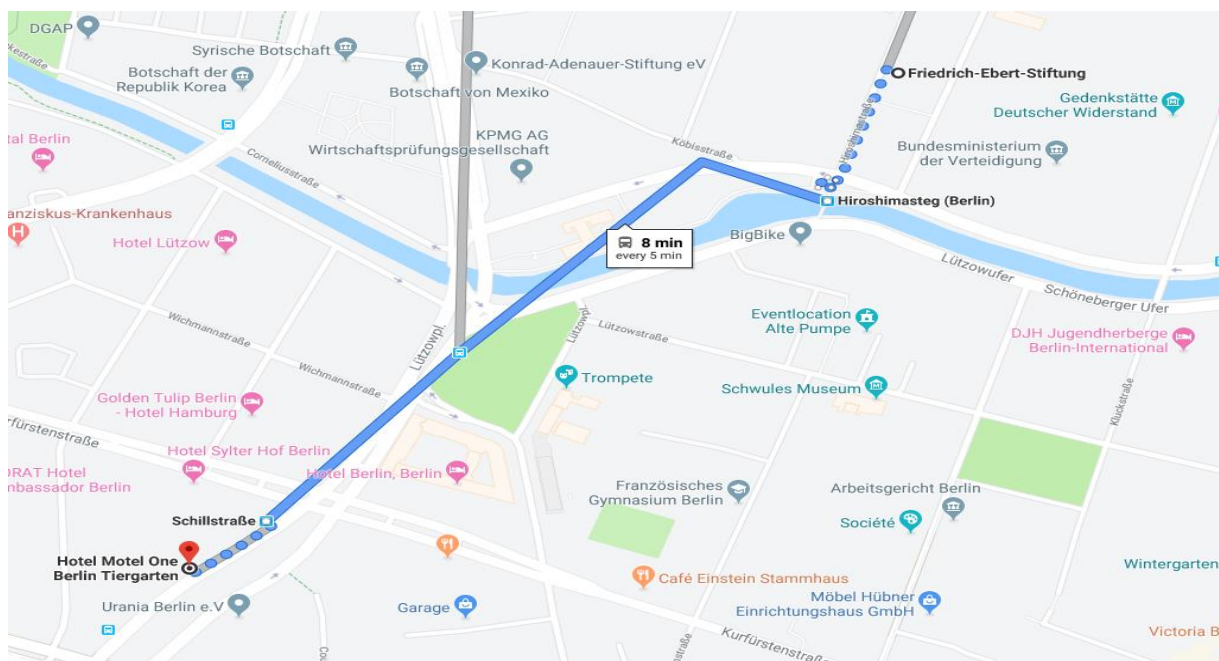 DGAP
Syrische Botschaft
Botschaft der
Republik Korea
Konrad-Adenauer-Stiftung eV
Botschaft von Mexiko
Friedrich-Ebert-Stiftung
Gedenkstätte
Deutscher Widerstand
KPMG AG
Wirtschaftsprüfungsgesellschaft
Köbisstraße
Hiroshimastraße
Bundesministerium
der Verteidigung
tal Berlin
Corneliusstraße
Hiroshimasteg (Berlin)
anziskus-Krankenhaus
Hotel Lützow
8 min
every 5 min
BigBike
Lützowufer
Schöneberger Ufer
Wichmannstraße
Lützowpl.
Lützowpl.
Lützowstraße
Eventlocation
Alte Pumpe
DJH Jugendherberge
Berlin-International
Wichmannstraße
Trompete
Schwules Museum
Kluckstraße
Golden Tulip Berlin
- Hotel Hamburg
urfürstenstraße
Hotel Sylter Hof Berlin
ORAT Hotel
mbassador Berlin
Hotel Berlin, Berlin
Französisches
Gymnasium Berlin
Arbeitsgericht Berlin
Société
Schillstraße
Hotel Motel One
Berlin Tiergarten
Wintergarten
Café Einstein Stammhaus
Urania Berlin e.V
Garage
Möbel Hübner
Einrichtungshaus GmbH
Kurfürstenstraße
Victoria B